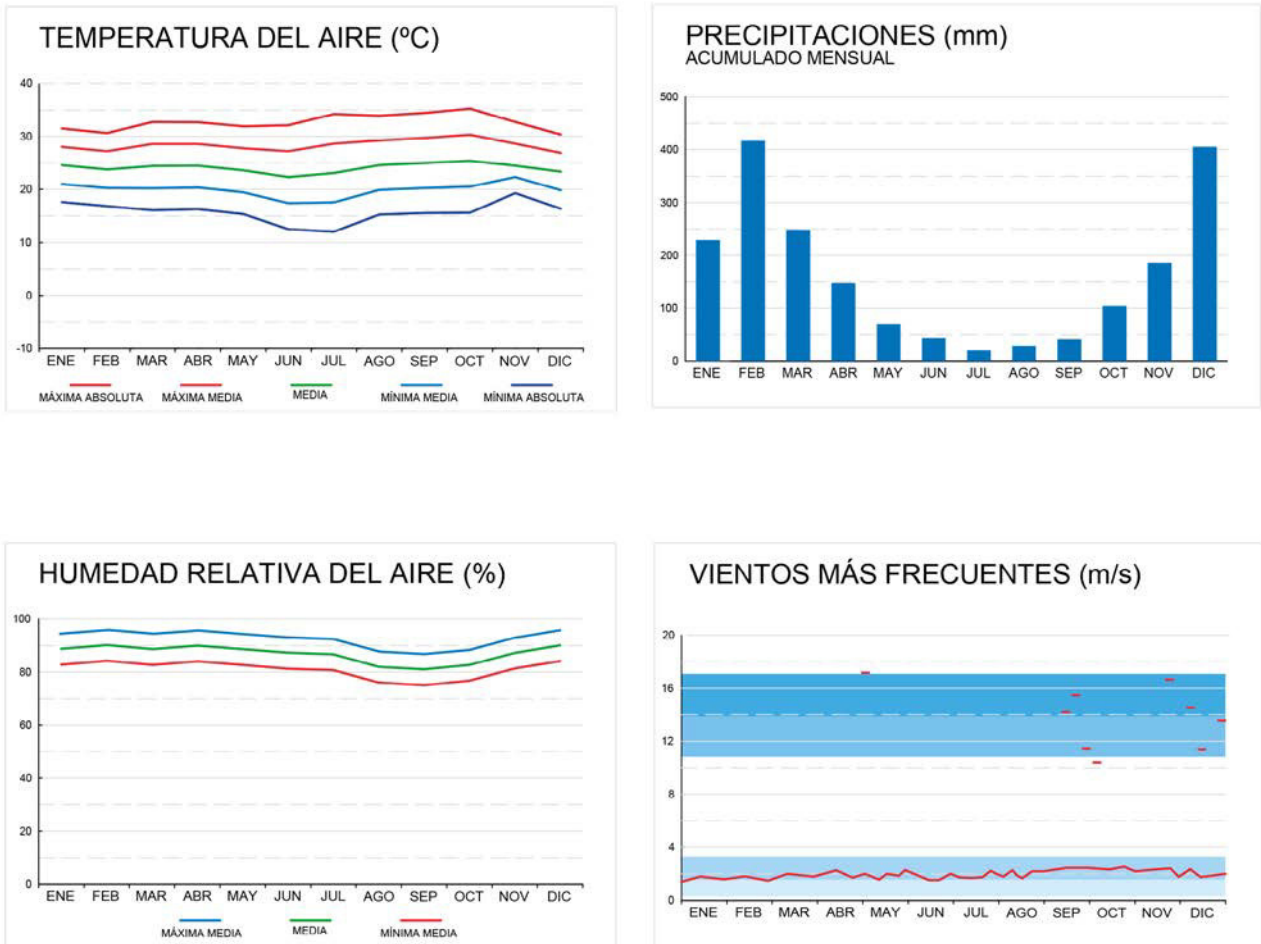 TEMPERATURA DEL AIRE (ºC)
40
30
20
10
0
-10
ENE FEB MAR ABR MAY JUN JUL AGO SEP OCT NOV DIC
MÁXIMA ABSOLUTA MÁXIMA MEDIA MEDIA MÍNIMA MEDIA MÍNIMA ABSOLUTA
PRECIPITACIONES (mm)
ACUMULADO MENSUAL
500
400
300
200
100
0
ENE FEB MAR ABR MAY JUN JUL AGO SEP OCT NOV DIC
HUMEDAD RELATIVA DEL AIRE (%)
100
80
60
40
20
0
ENE FEB MAR ABR MAY JUN JUL AGO SEP OCT NOV DIC
MÁXIMA MEDIA MEDIA MÍNIMA MEDIA
VIENTOS MÁS FRECUENTES (m/s)
20
16
12
8
4
0
ENE FEB MAR ABR MAY JUN JUL AGO SEP OCT NOV DIC